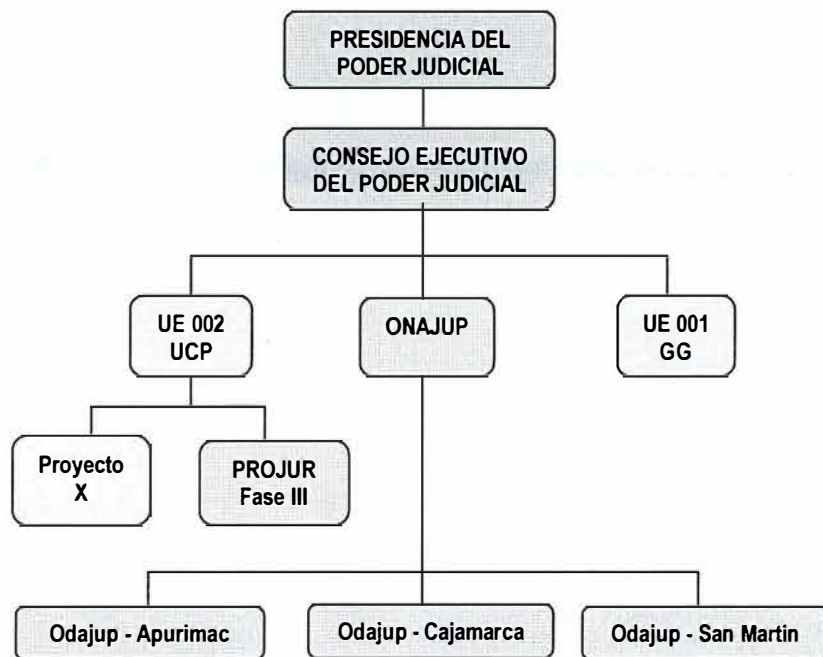 PRESIDENCIA DEL
PODER JUDICIAL
CONSEJO EJECUTIVO
DEL PODER JUDICIAL
UE 002
UCP
ONAJUP
UE 001
GG
Proyecto
X
PROJUR
Fase III
Odajup - Apurimac
Odajup - Cajamarca
Odajup - San Martin